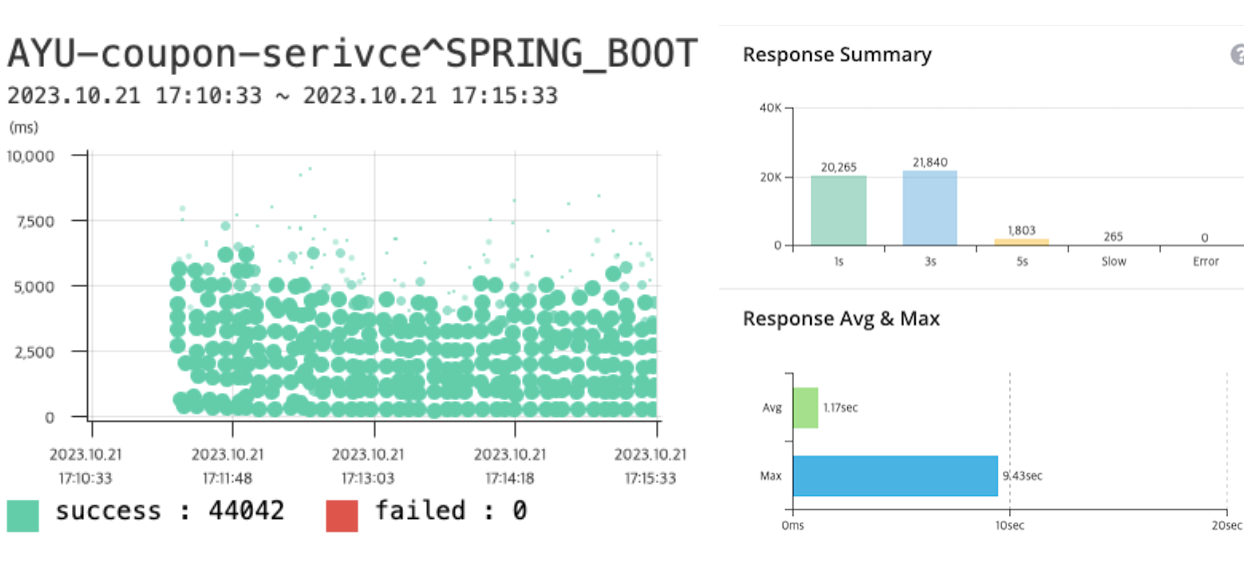 AYU-coupon-serivce^SPRING_BOOT
2023.10.21 17:10:33 ~ 2023.10.21 17:15:33
(ms)
10,000
7,500
5,000
2,500
0
2023.10.21 2023.10.21 2023.10.21 2023.10.21 2023.10.21
17:10:33 17:11:48 17:13:03 17:14:18 17:15:33
success : 44042 failed : 0
Response Summary
?
40K
20K
0
20,265 21,840 1,803 265 0
1s 3s 5s Slow Error
Response Avg & Max
Avg 1.17sec
Max 9.43sec
0ms 10sec 20sec